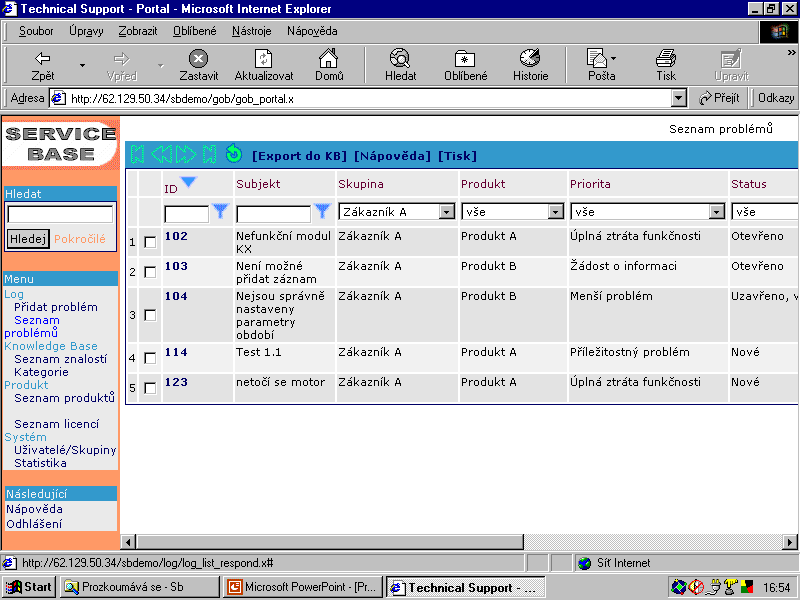 Technical Support - Portal - Microsoft Internet Explorer
Soubor Úpravy Zobrazit Oblíbené Nástroje Nápověda
Zpět Vpřed Zastavit Aktualizovat Domů Hledat Oblíbené Historie Pošta Tisk Upravit
Adresa http://62.129.50.34/sbdemo/gob/gob_portal.x Přejít Odkazy
SERVICE
BASE
Hledat
Hledej Pokročilé
Menu
Log
Přidat problém
Seznam
problémů
Knowledge Base
Seznam znalostí
Kategorie
Produkt
Seznam produktů
Seznam licencí
Systém
Uživatelé/Skupiny
Statistika
Následující
Nápověda
Odhlášení
Seznam problémů
[Export do KB] [Nápověda] [Tisk]
ID Subjekt Skupina Produkt Priorita Status
Zákazník A vše vše vše
1 102 Nefunkční modul Zákazník A Produkt A Úplná ztráta funkčnosti Otevřeno
KX
2 103 Není možné Zákazník A Produkt B Žádost o informaci Otevřeno
přidat záznam
3 104 Nejsou správně Zákazník A Produkt B Menší problém Uzavřeno, v
nastaveny
parametry
období
4 114 Test 1.1 Zákazník A Produkt A Příležitostný problém Nové
5 123 netočí se motor Zákazník A Produkt A Úplná ztráta funkčnosti Nové
http://62.129.50.34/sbdemo/log/log_list_respond.x# Síť Internet
Start Prozkoumává se - Sb Microsoft PowerPoint - [Pr... Technical Support - ... 16:54